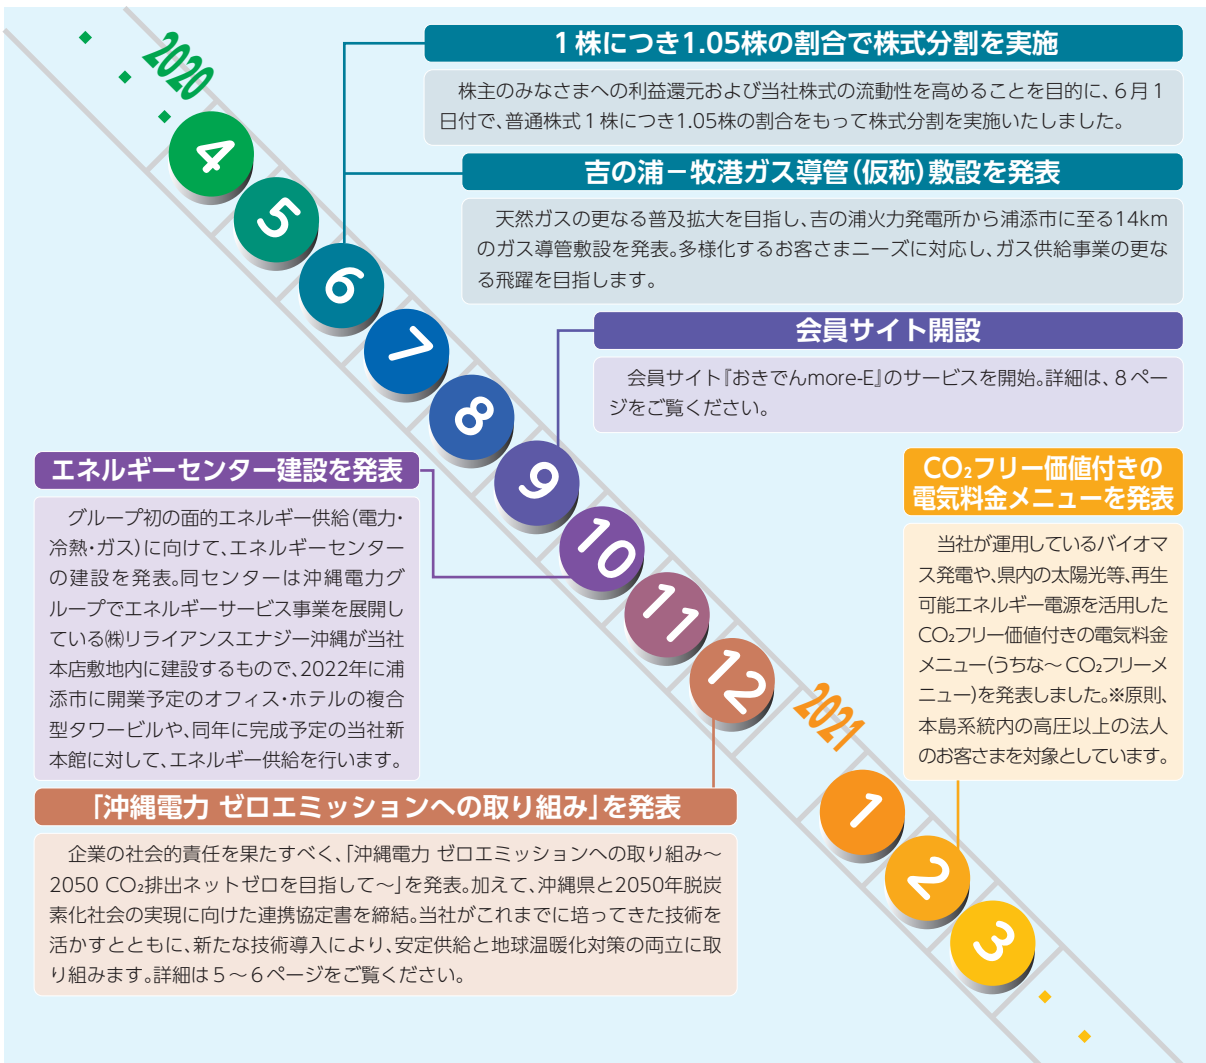 2020
4
5
6
7
8
9
10
11
12
2021
1
2
3
1株につき1.05株の割合で株式分割を実施
株主のみなさまへの利益還元および当社株式の流動性を高めることを目的に、6月1
日付で、普通株式1株につき1.05株の割合をもって株式分割を実施いたしました。
吉の浦－牧港ガス導管（仮称）敷設を発表
天然ガスの更なる普及拡大を目指し、吉の浦火力発電所から浦添市に至る14km
のガス導管敷設を発表。多様化するお客さまニーズに対応し、ガス供給事業の更な
る飛躍を目指します。
会員サイト開設
会員サイト『おきでんmore-E』のサービスを開始。詳細は、8ペー
ジをご覧ください。
エネルギーセンター建設を発表
グループ初の面的エネルギー供給（電力・
冷熱・ガス）に向けて、エネルギーセンター
の建設を発表。同センターは沖縄電力グ
ループでエネルギーサービス事業を展開し
ている㈱リライアンスエナジー沖縄が当社
本店敷地内に建設するもので、2022年に浦
添市に開業予定のオフィス・ホテルの複合
型タワービルや、同年に完成予定の当社新
本館に対して、エネルギー供給を行います。
「沖縄電力 ゼロエミッションへの取り組み」を発表
企業の社会的責任を果たすべく、「沖縄電力 ゼロエミッションへの取り組み～
2050 CO₂排出ネットゼロを目指して～」を発表。加えて、沖縄県と2050年脱炭
素化社会の実現に向けた連携協定書を締結。当社がこれまでに培ってきた技術を
活かすとともに、新たな技術導入により、安定供給と地球温暖化対策の両立に取
り組みます。詳細は5～6ページをご覧ください。
CO₂フリー価値付きの
電気料金メニューを発表
当社が運用しているバイオマ
ス発電や、県内の太陽光等、再生
可能エネルギー電源を活用した
CO₂フリー価値付きの電気料金
メニュー(うちな～ CO₂フリーメ
ニュー)を発表しました。※原則、
本島系統内の高圧以上の法人
のお客さまを対象としています。